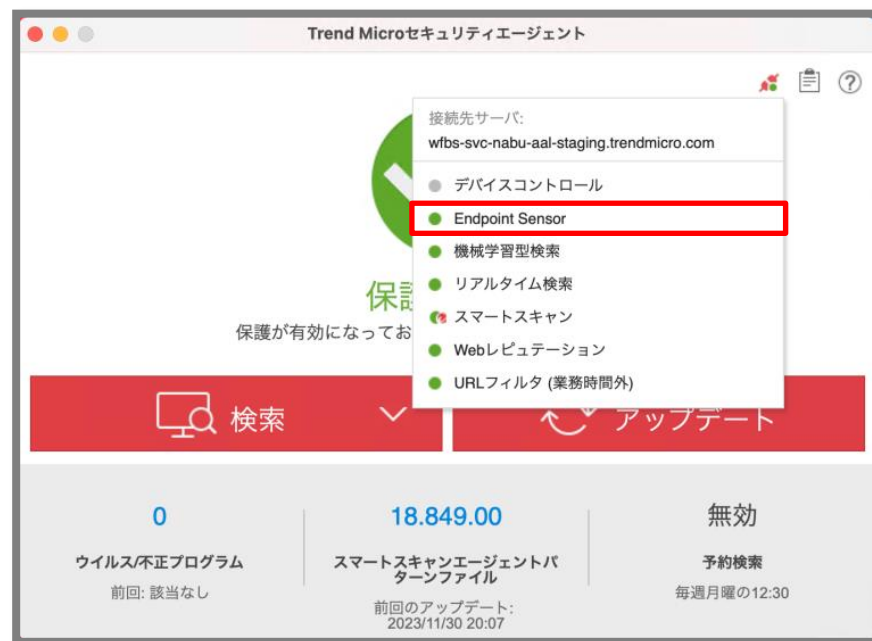 Trend Microセキュリティエージェント
接続先サーバ:
wfbs-svc-nabu-aal-staging.trendmicro.com
デバイスコントロール
Endpoint Sensor
機械学習型検索
リアルタイム検索
スマートスキャン
Webレピュテーション
URLフィルタ (業務時間外)
保護
保護が有効になってお
検索
アップデート
0
ウイルス/不正プログラム
前回: 該当なし
18.849.00
スマートスキャンエージェントパ
ターンファイル
前回のアップデート:
2023/11/30 20:07
無効
予約検索
毎週月曜の12:30